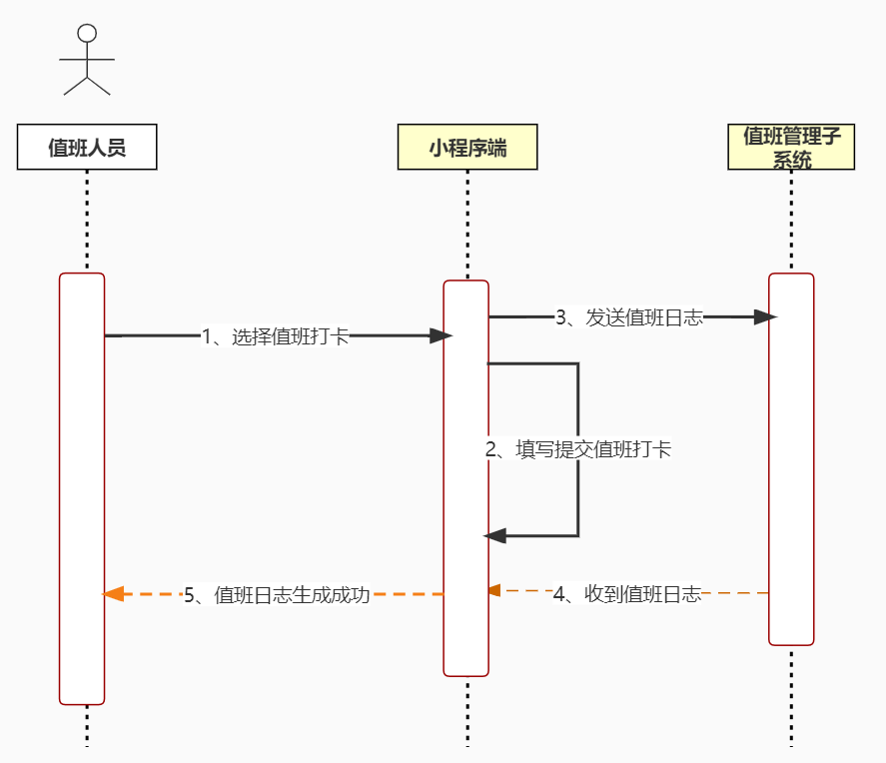 值班人员
小程序端
值班管理子
系统
3、发送值班日志
1、选择值班打卡
2、填写提交值班打卡
5、值班日志生成成功
4、收到值班日志